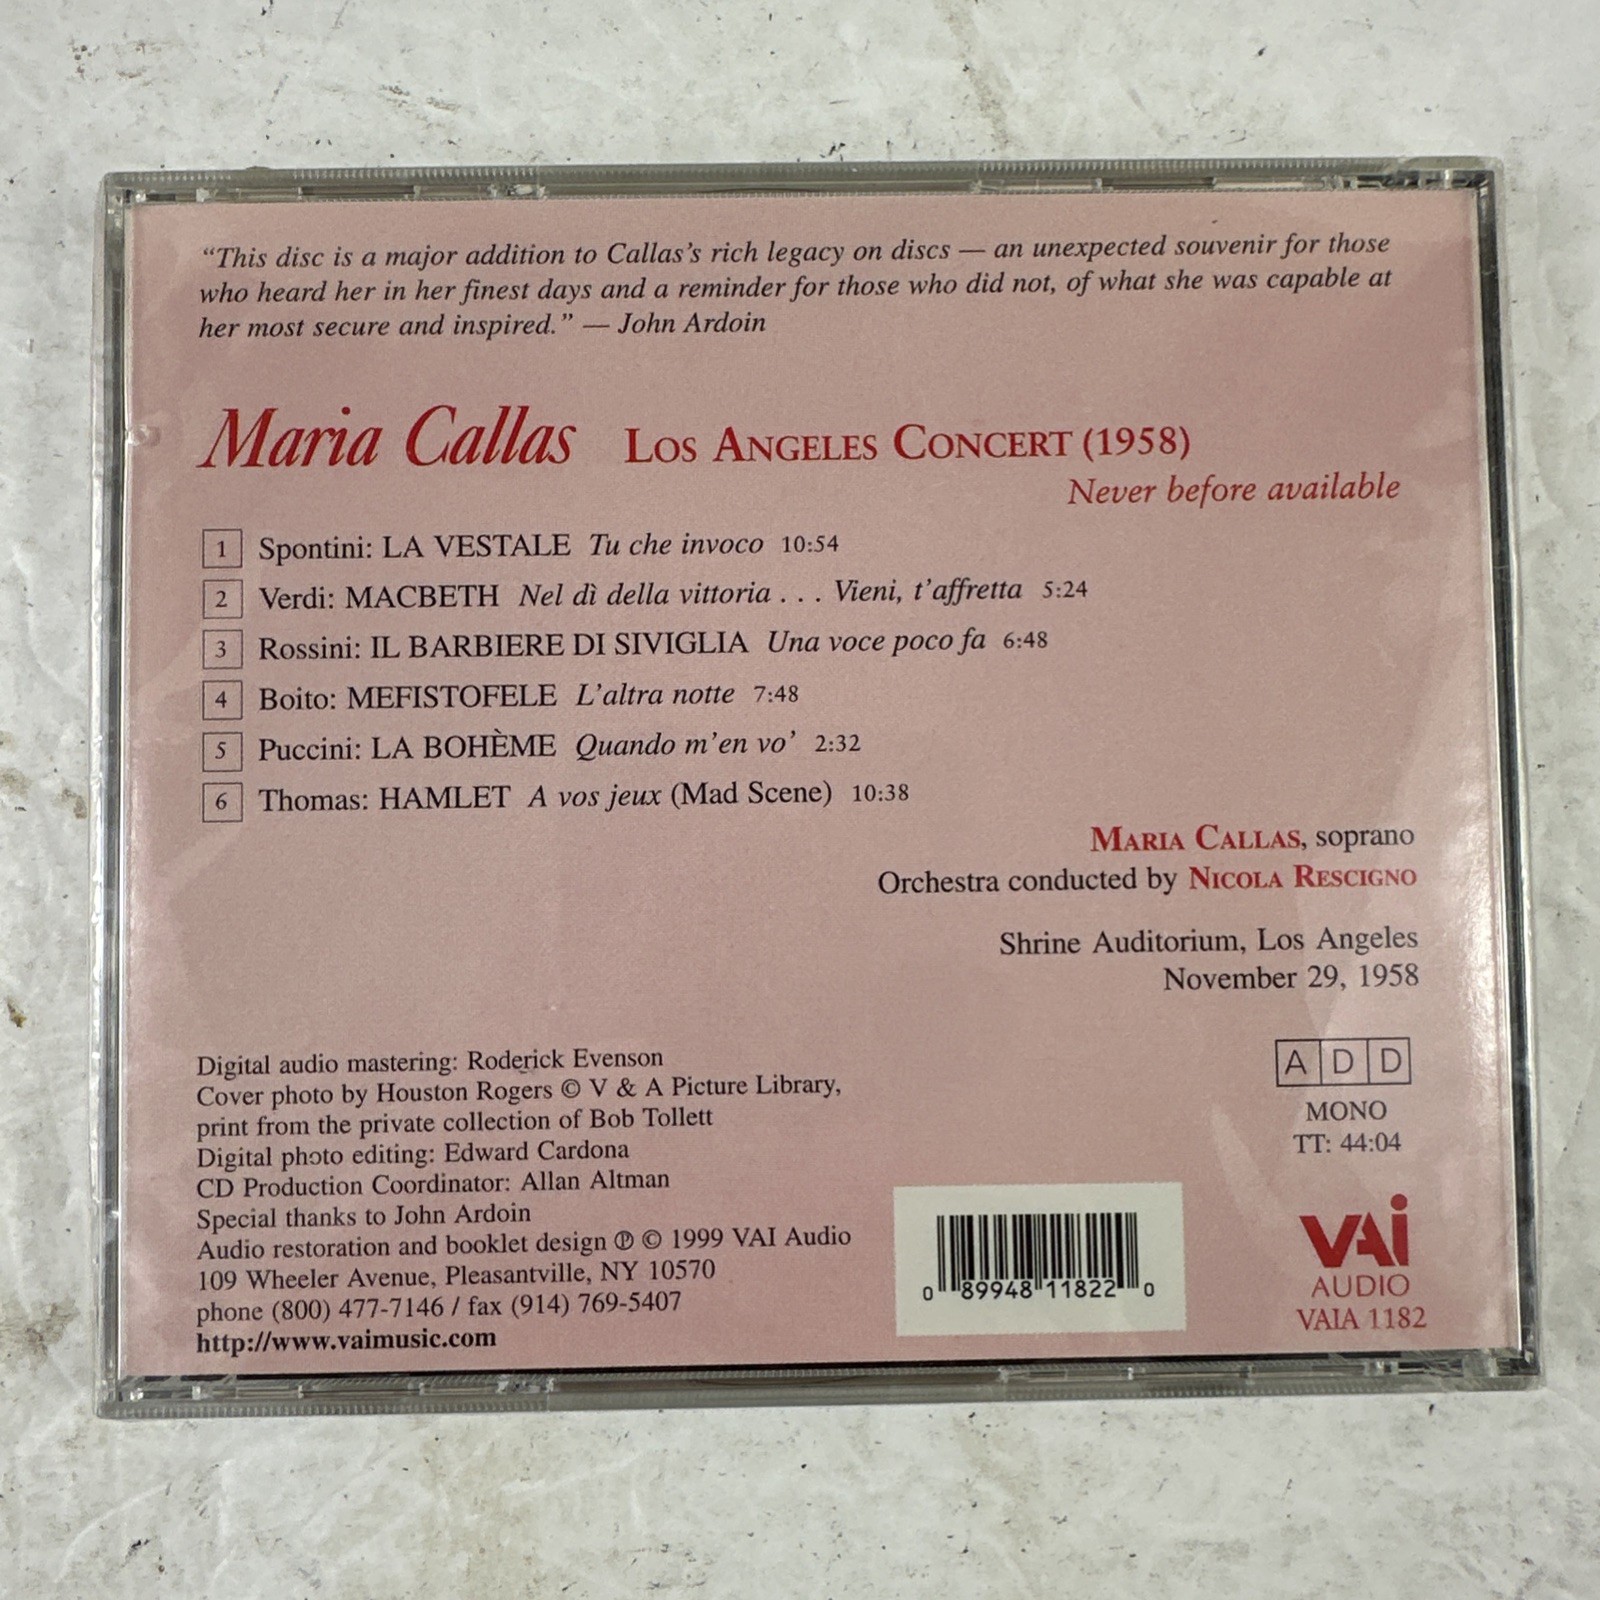 “This disc is a major addition to Callas’s rich legacy on discs — an unexpected souvenir for those
who heard her in her finest days and a reminder for those who did not, of what she was capable at
her most secure and inspired.” — John Ardoin
Maria Callas LOS ANGELES CONCERT (1958)
Never before available
1 Spontini: LA VESTALE Tu che invoco 10:54
2 Verdi: MACBETH Nel dì della vittoria . . . Vieni, t’affretta 5:24
3 Rossini: IL BARBIERE DI SIVIGLIA Una voce poco fa 6:48
4 Boito: MEFISTOFELE L’altra notte 7:48
5 Puccini: LA BOHÈME Quando m’en vo’ 2:32
6 Thomas: HAMLET A vos jeux (Mad Scene) 10:38
MARIA CALLAS, soprano
Orchestra conducted by NICOLA RESCIGNO
Shrine Auditorium, Los Angeles
November 29, 1958
Digital audio mastering: Roderick Evenson
Cover photo by Houston Rogers © V & A Picture Library,
print from the private collection of Bob Tollett
Digital photo editing: Edward Cardona
CD Production Coordinator: Allan Altman
Special thanks to John Ardoin
Audio restoration and booklet design ℗ © 1999 VAI Audio
109 Wheeler Avenue, Pleasantville, NY 10570
phone (800) 477-7146 / fax (914) 769-5407
http://www.vaimusic.com
ADD
MONO
TT: 44:04
0 89948 11822 0
VAI
AUDIO
VAIA 1182